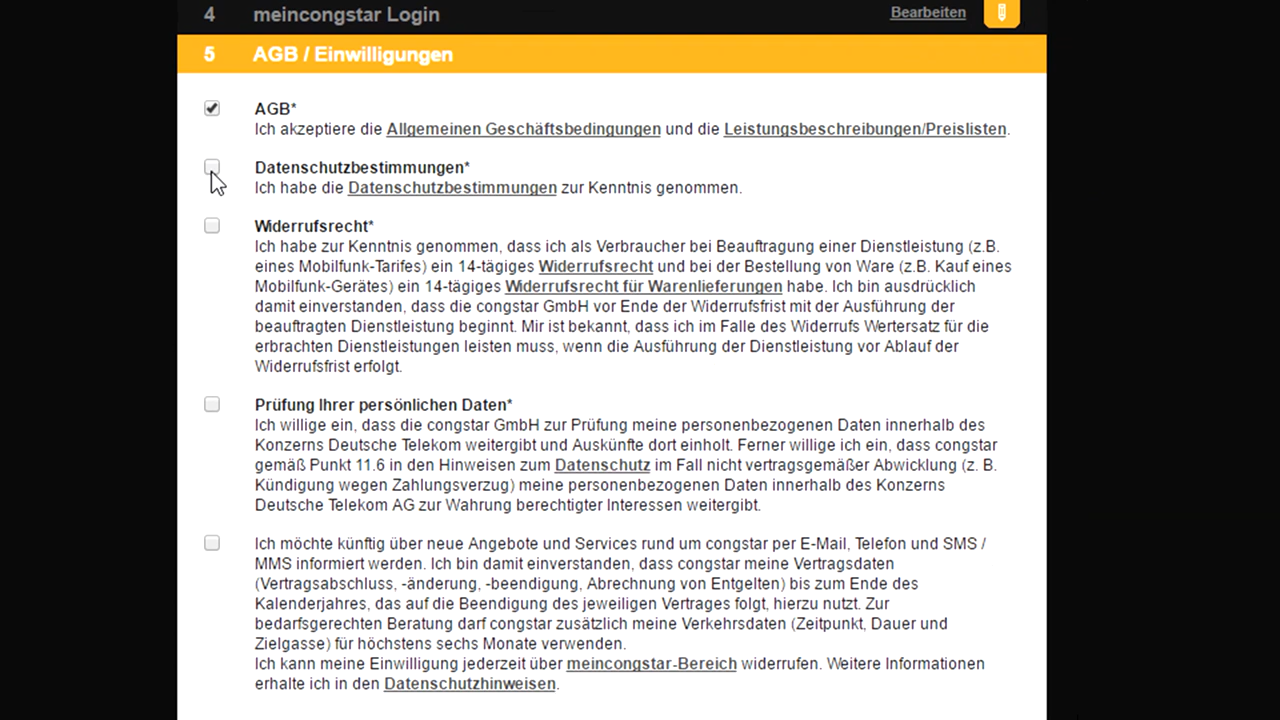 4 meincongstar Login Bearbeiten
5 AGB / Einwilligungen
AGB*
Ich akzeptiere die Allgemeinen Geschäftsbedingungen und die Leistungsbeschreibungen/Preislisten.
Datenschutzbestimmungen*
Ich habe die Datenschutzbestimmungen zur Kenntnis genommen.
Widerrufsrecht*
Ich habe zur Kenntnis genommen, dass ich als Verbraucher bei Beauftragung einer Dienstleistung (z.B.
eines Mobilfunk-Tarifes) ein 14-tägiges Widerrufsrecht und bei der Bestellung von Ware (z.B. Kauf eines
Mobilfunk-Gerätes) ein 14-tägiges Widerrufsrecht für Warenlieferungen habe. Ich bin ausdrücklich
damit einverstanden, dass die congstar GmbH vor Ende der Widerrufsfrist mit der Ausführung der
beauftragten Dienstleistung beginnt. Mir ist bekannt, dass ich im Falle des Widerrufs Wertersatz für die
erbrachten Dienstleistungen leisten muss, wenn die Ausführung der Dienstleistung vor Ablauf der
Widerrufsfrist erfolgt.
Prüfung Ihrer persönlichen Daten*
Ich willige ein, dass die congstar GmbH zur Prüfung meine personenbezogenen Daten innerhalb des
Konzerns Deutsche Telekom weitergibt und Auskünfte dort einholt. Ferner willige ich ein, dass congstar
gemäß Punkt 11.6 in den Hinweisen zum Datenschutz im Fall nicht vertragsgemäßer Abwicklung (z. B.
Kündigung wegen Zahlungsverzug) meine personenbezogenen Daten innerhalb des Konzerns
Deutsche Telekom AG zur Wahrung berechtigter Interessen weitergibt.
Ich möchte künftig über neue Angebote und Services rund um congstar per E-Mail, Telefon und SMS /
MMS informiert werden. Ich bin damit einverstanden, dass congstar meine Vertragsdaten
(Vertragsabschluss, -änderung, -beendigung, Abrechnung von Entgelten) bis zum Ende des
Kalenderjahres, das auf die Beendigung des jeweiligen Vertrages folgt, hierzu nutzt. Zur
bedarfsgerechten Beratung darf congstar zusätzlich meine Verkehrsdaten (Zeitpunkt, Dauer und
Zielgasse) für höchstens sechs Monate verwenden.
Ich kann meine Einwilligung jederzeit über meincongstar-Bereich widerrufen. Weitere Informationen
erhalte ich in den Datenschutzhinweisen.